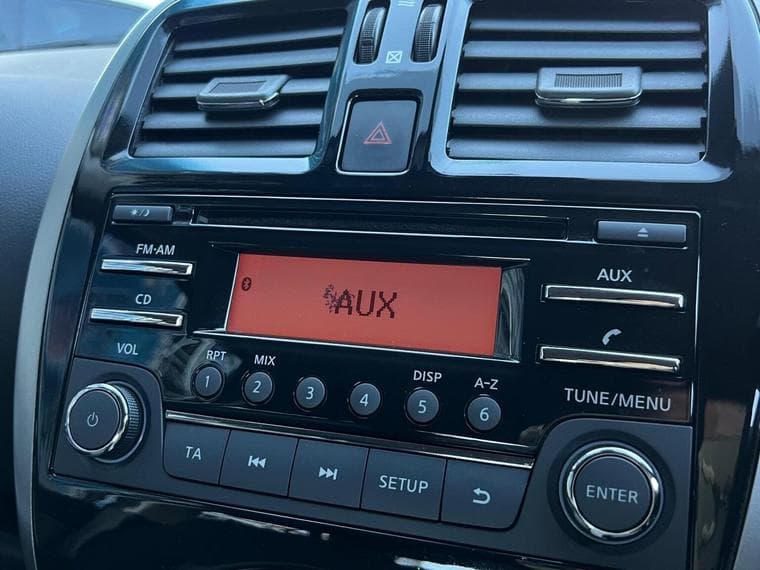 FM·AM
AUX
CD
AUX
VOL
RPT
MIX
DISP
A-Z
1
2
3
4
5
6
TUNE/MENU
TA
SETUP
ENTER